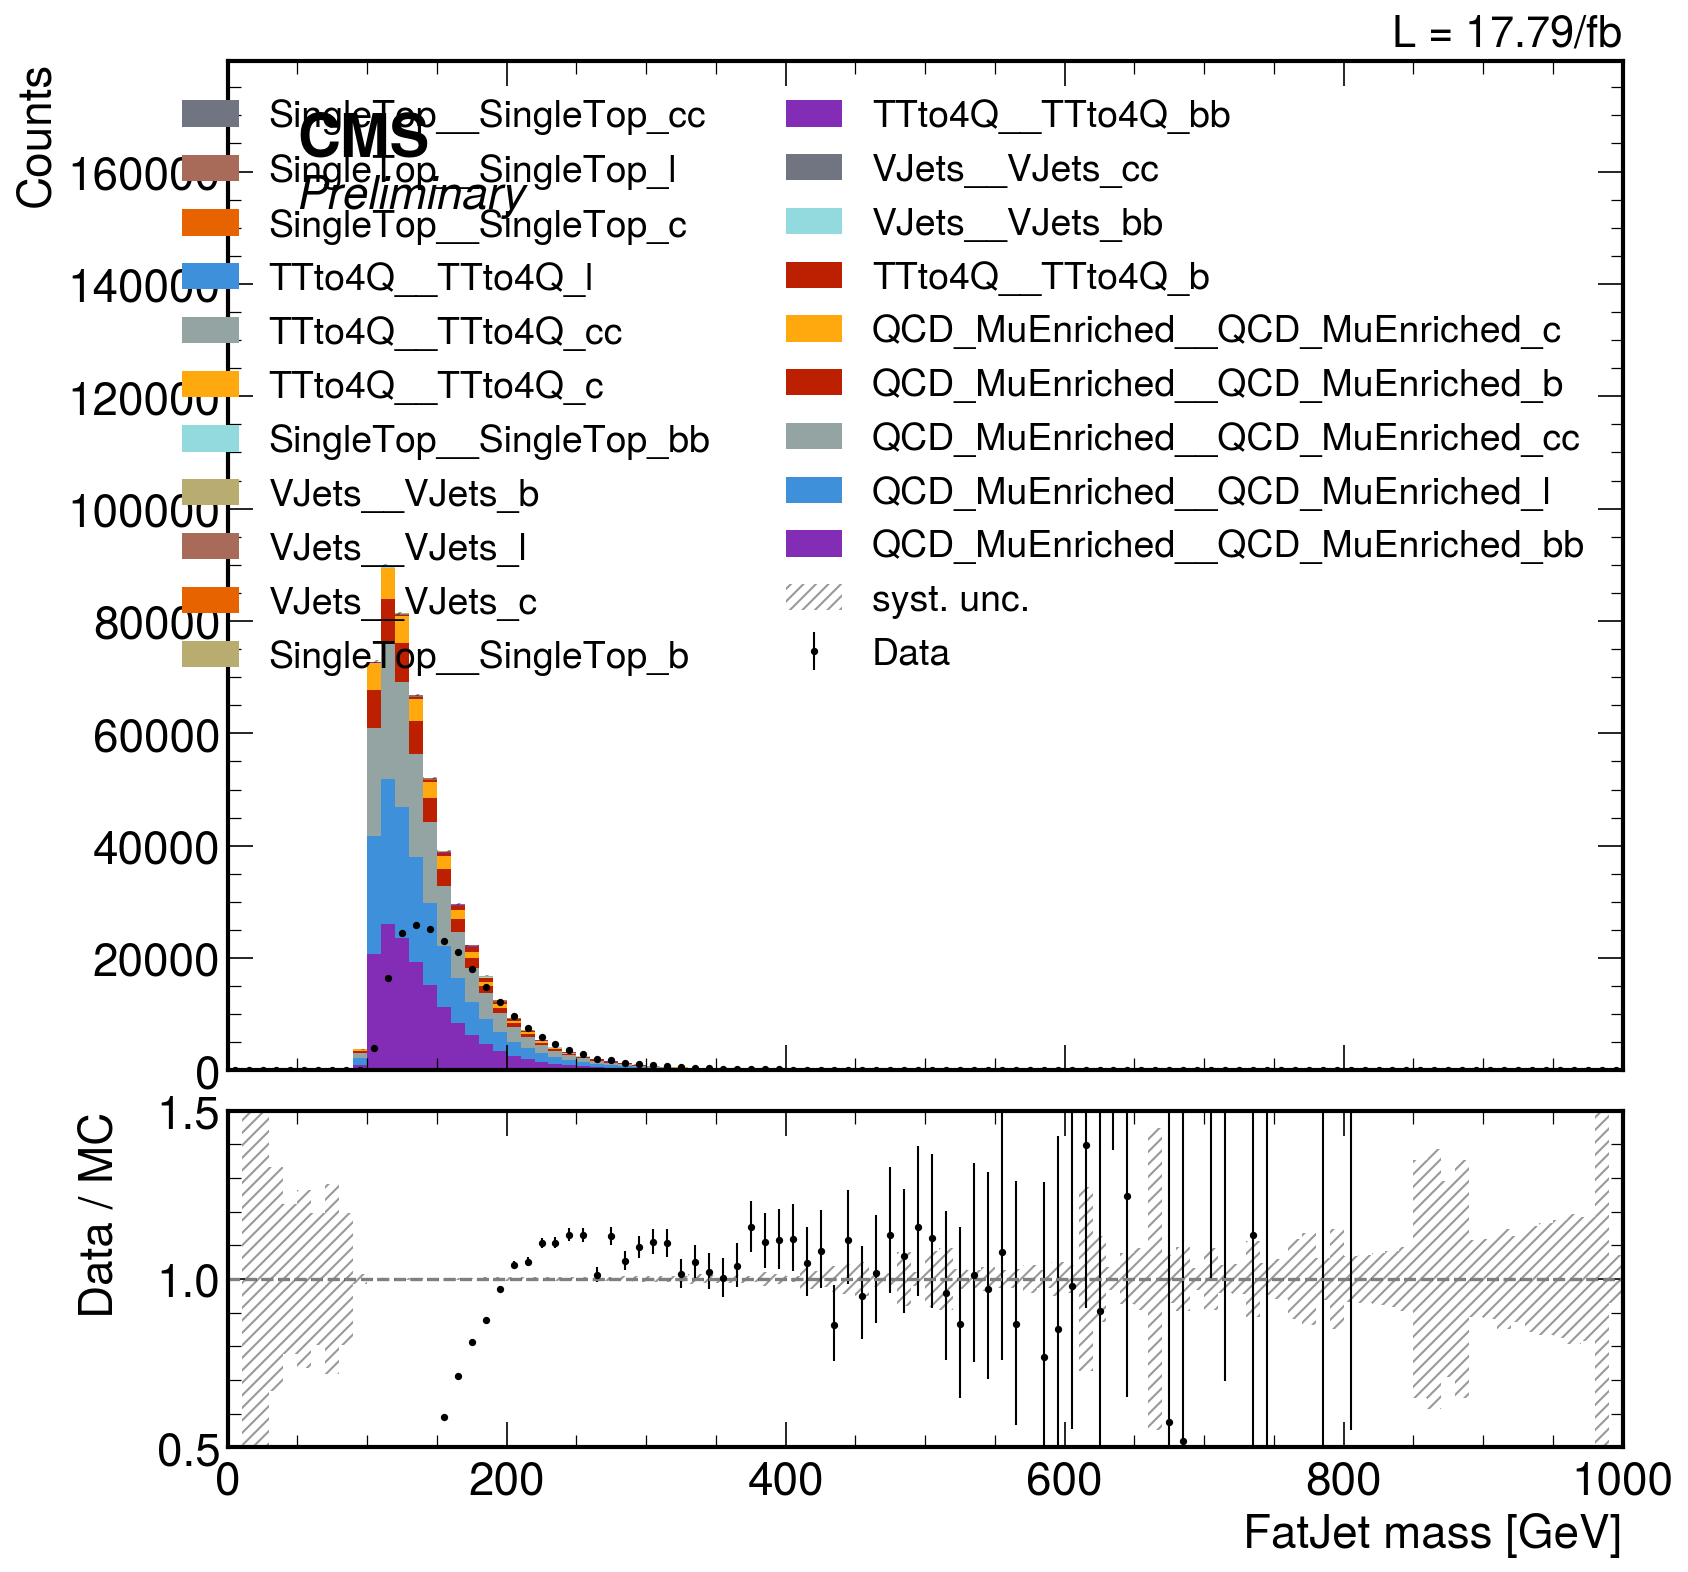 L = 17.79/fb
Counts
CMS
Preliminary
SingleTop__SingleTop_cc
SingleTop__SingleTop_l
SingleTop__SingleTop_c
TTto4Q__TTto4Q_l
TTto4Q__TTto4Q_cc
TTto4Q__TTto4Q_c
SingleTop__SingleTop_bb
VJets__VJets_b
VJets__VJets_l
VJets__VJets_c
SingleTop__SingleTop_b
TTto4Q__TTto4Q_bb
VJets__VJets_cc
VJets__VJets_bb
TTto4Q__TTto4Q_b
QCD_MuEnriched__QCD_MuEnriched_c
QCD_MuEnriched__QCD_MuEnriched_b
QCD_MuEnriched__QCD_MuEnriched_cc
QCD_MuEnriched__QCD_MuEnriched_l
QCD_MuEnriched__QCD_MuEnriched_bb
syst. unc.
Data
160000
140000
120000
100000
80000
60000
40000
20000
0
Data / MC
1.5
1.0
0.5
0 200 400 600 800 1000
FatJet mass [GeV]